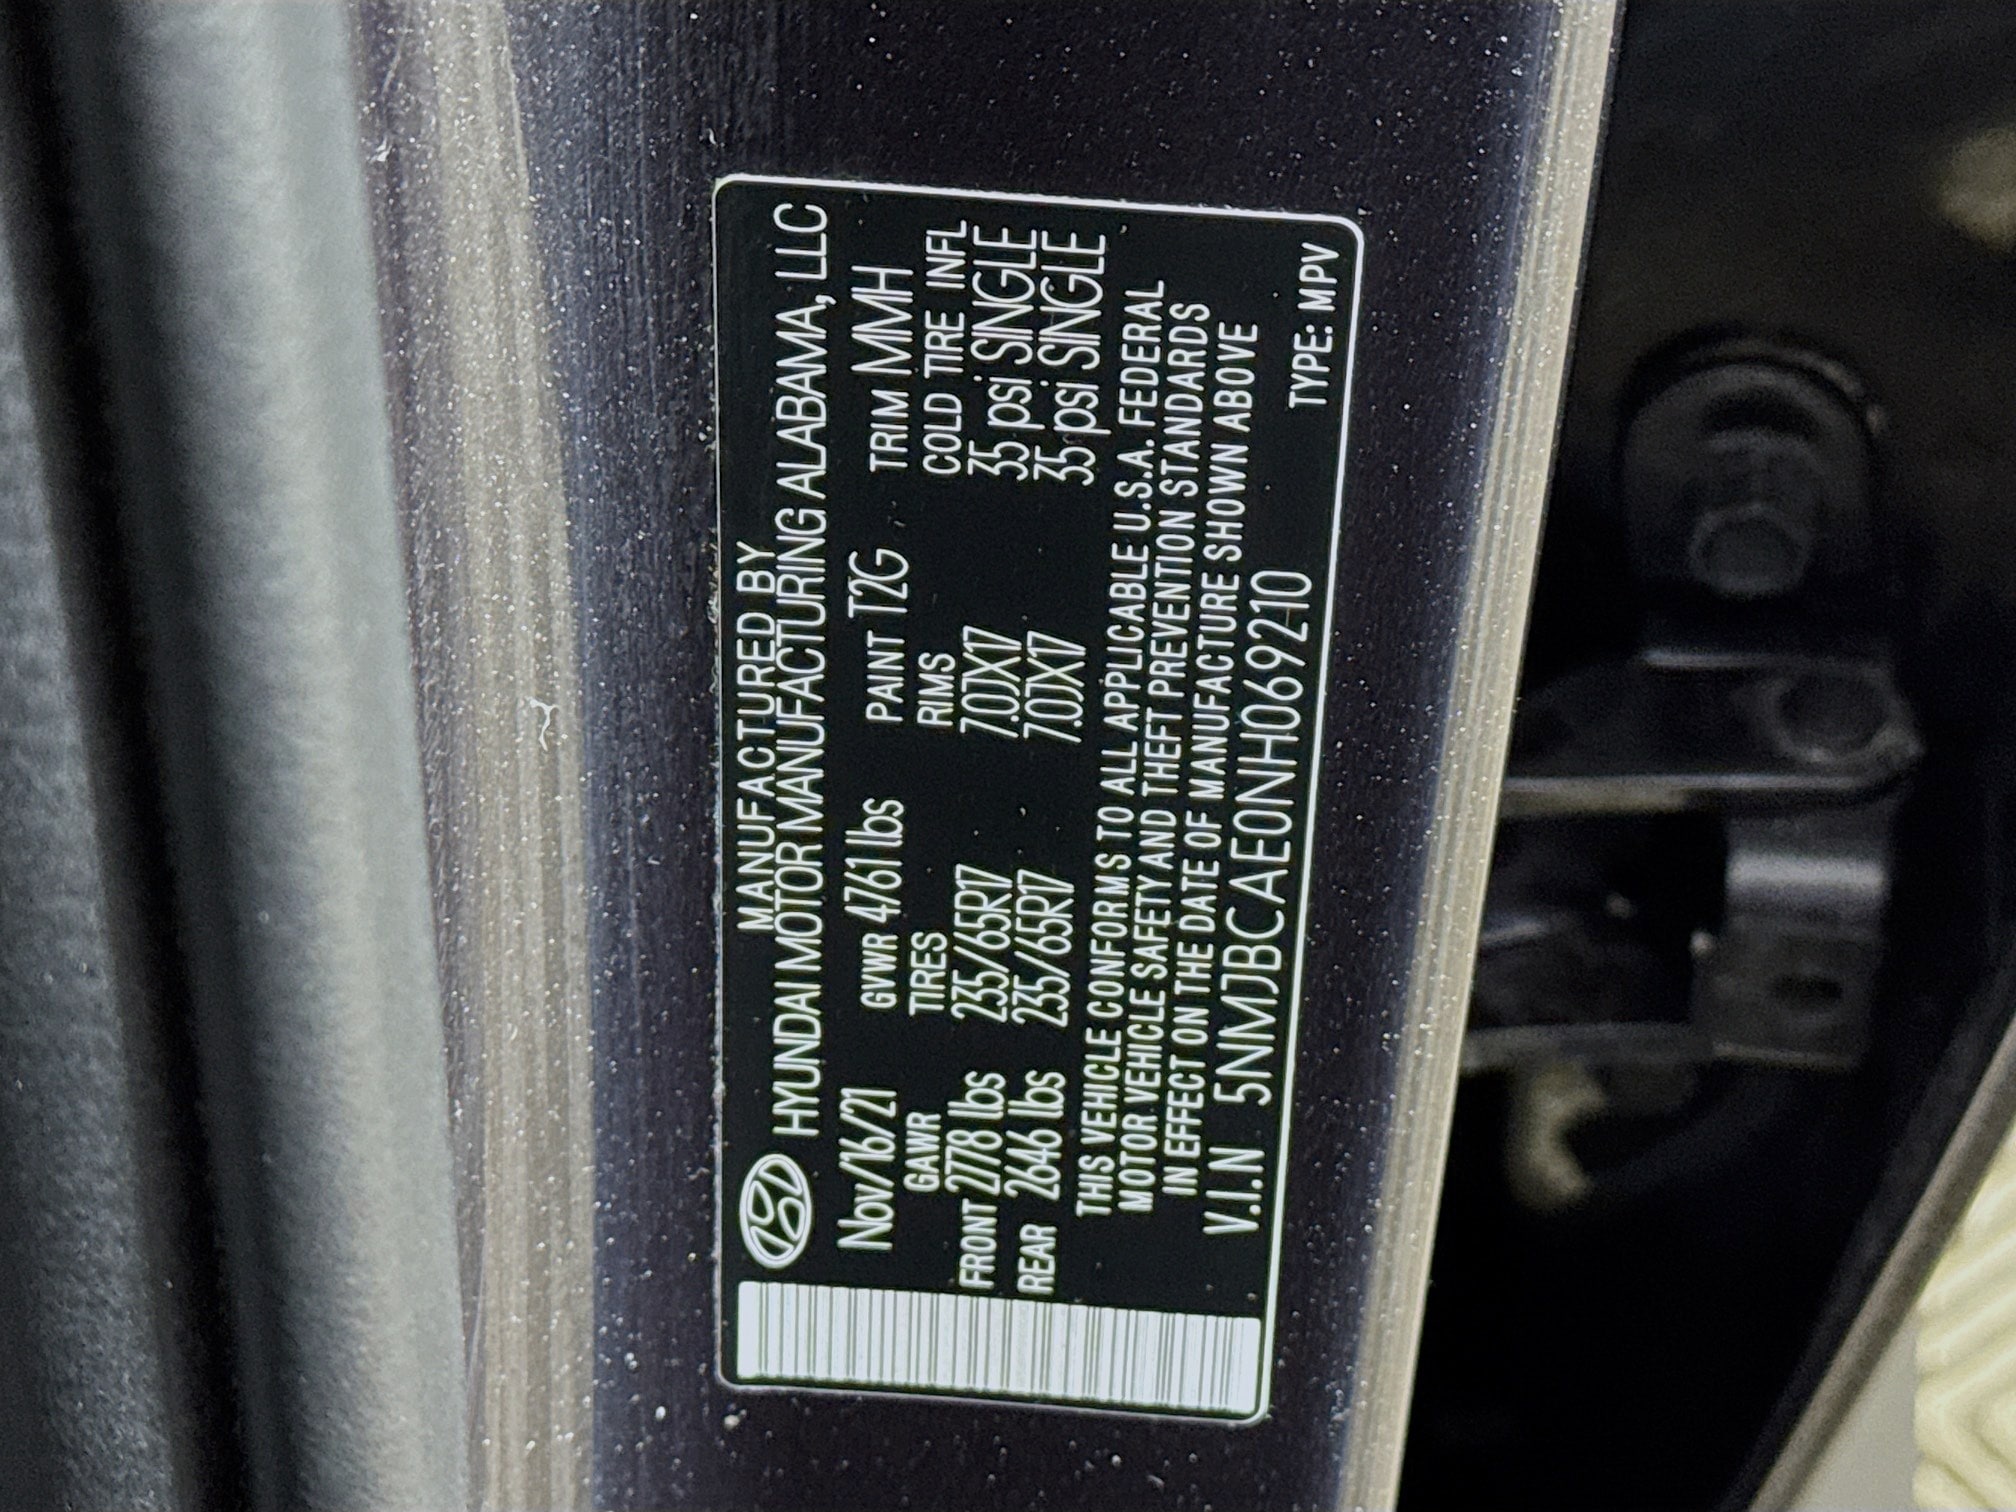 MANUFACTURED BY
HYUNDAI MOTOR MANUFACTURING ALABAMA, LLC
Nov/16/21 GVWR 4761 lbs PAINT T2G TRIM MMH
GAWR TIRES RIMS COLD TIRE INFL
FRONT 2778 lbs 235/65R17 7.0JX17 35 psi SINGLE
REAR 2646 lbs 235/65R17 7.0JX17 35 psi SINGLE
THIS VEHICLE CONFORMS TO ALL APPLICABLE U.S.A. FEDERAL
MOTOR VEHICLE SAFETY AND THEFT PREVENTION STANDARDS
IN EFFECT ON THE DATE OF MANUFACTURE SHOWN ABOVE
V.I.N 5NMJBCAE0NH069210 TYPE: MPV